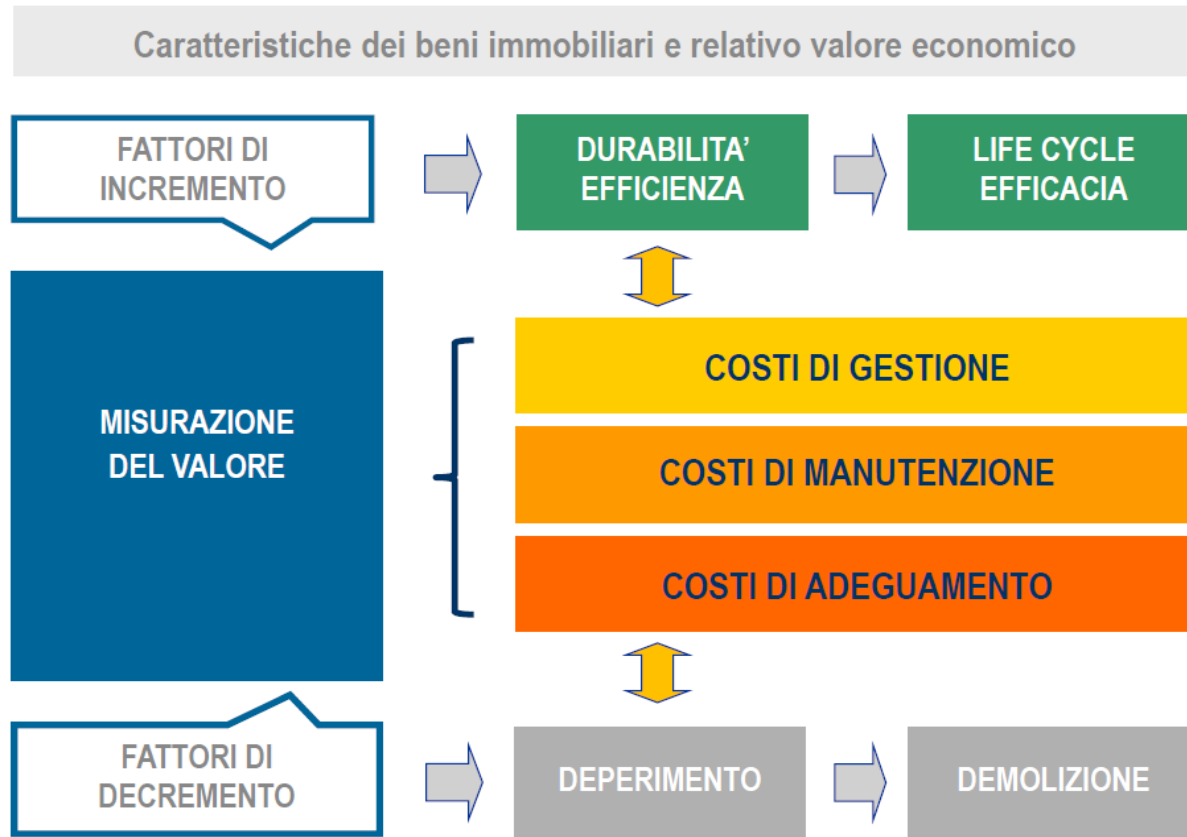 Caratteristiche dei beni immobiliari e relativo valore economico
FATTORI DI
INCREMENTO
DURABILITA’
EFFICIENZA
LIFE CYCLE
EFFICACIA
MISURAZIONE
DEL VALORE
COSTI DI GESTIONE
COSTI DI MANUTENZIONE
COSTI DI ADEGUAMENTO
FATTORI DI
DECREMENTO
DEPERIMENTO
DEMOLIZIONE